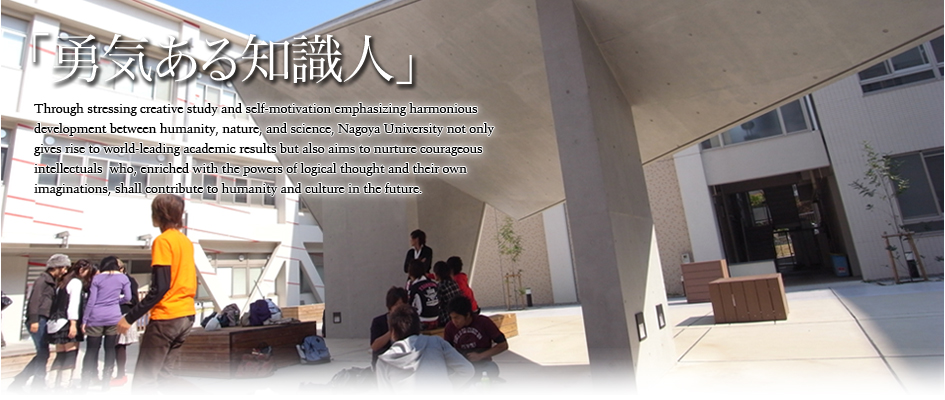 「勇気ある知識人」
Through stressing creative study and self-motivation emphasizing harmonious
development between humanity, nature, and science, Nagoya University not only
gives rise to world-leading academic results but also aims to nurture courageous
intellectuals who, enriched with the powers of logical thought and their own
imaginations, shall contribute to humanity and culture in the future.